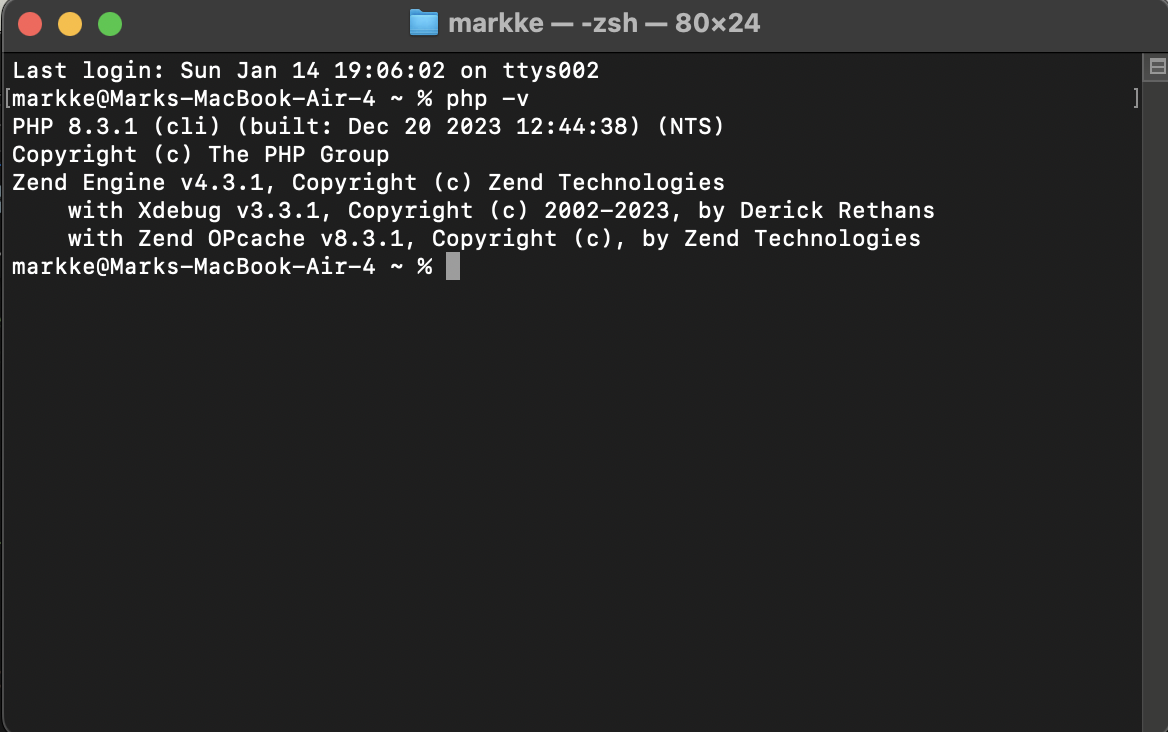 markke — -zsh — 80×24
Last login: Sun Jan 14 19:06:02 on ttys002
[markke@Marks-MacBook-Air-4 ~ % php -v ]
PHP 8.3.1 (cli) (built: Dec 20 2023 12:44:38) (NTS)
Copyright (c) The PHP Group
Zend Engine v4.3.1, Copyright (c) Zend Technologies
    with Xdebug v3.3.1, Copyright (c) 2002-2023, by Derick Rethans
    with Zend OPcache v8.3.1, Copyright (c), by Zend Technologies
markke@Marks-MacBook-Air-4 ~ %